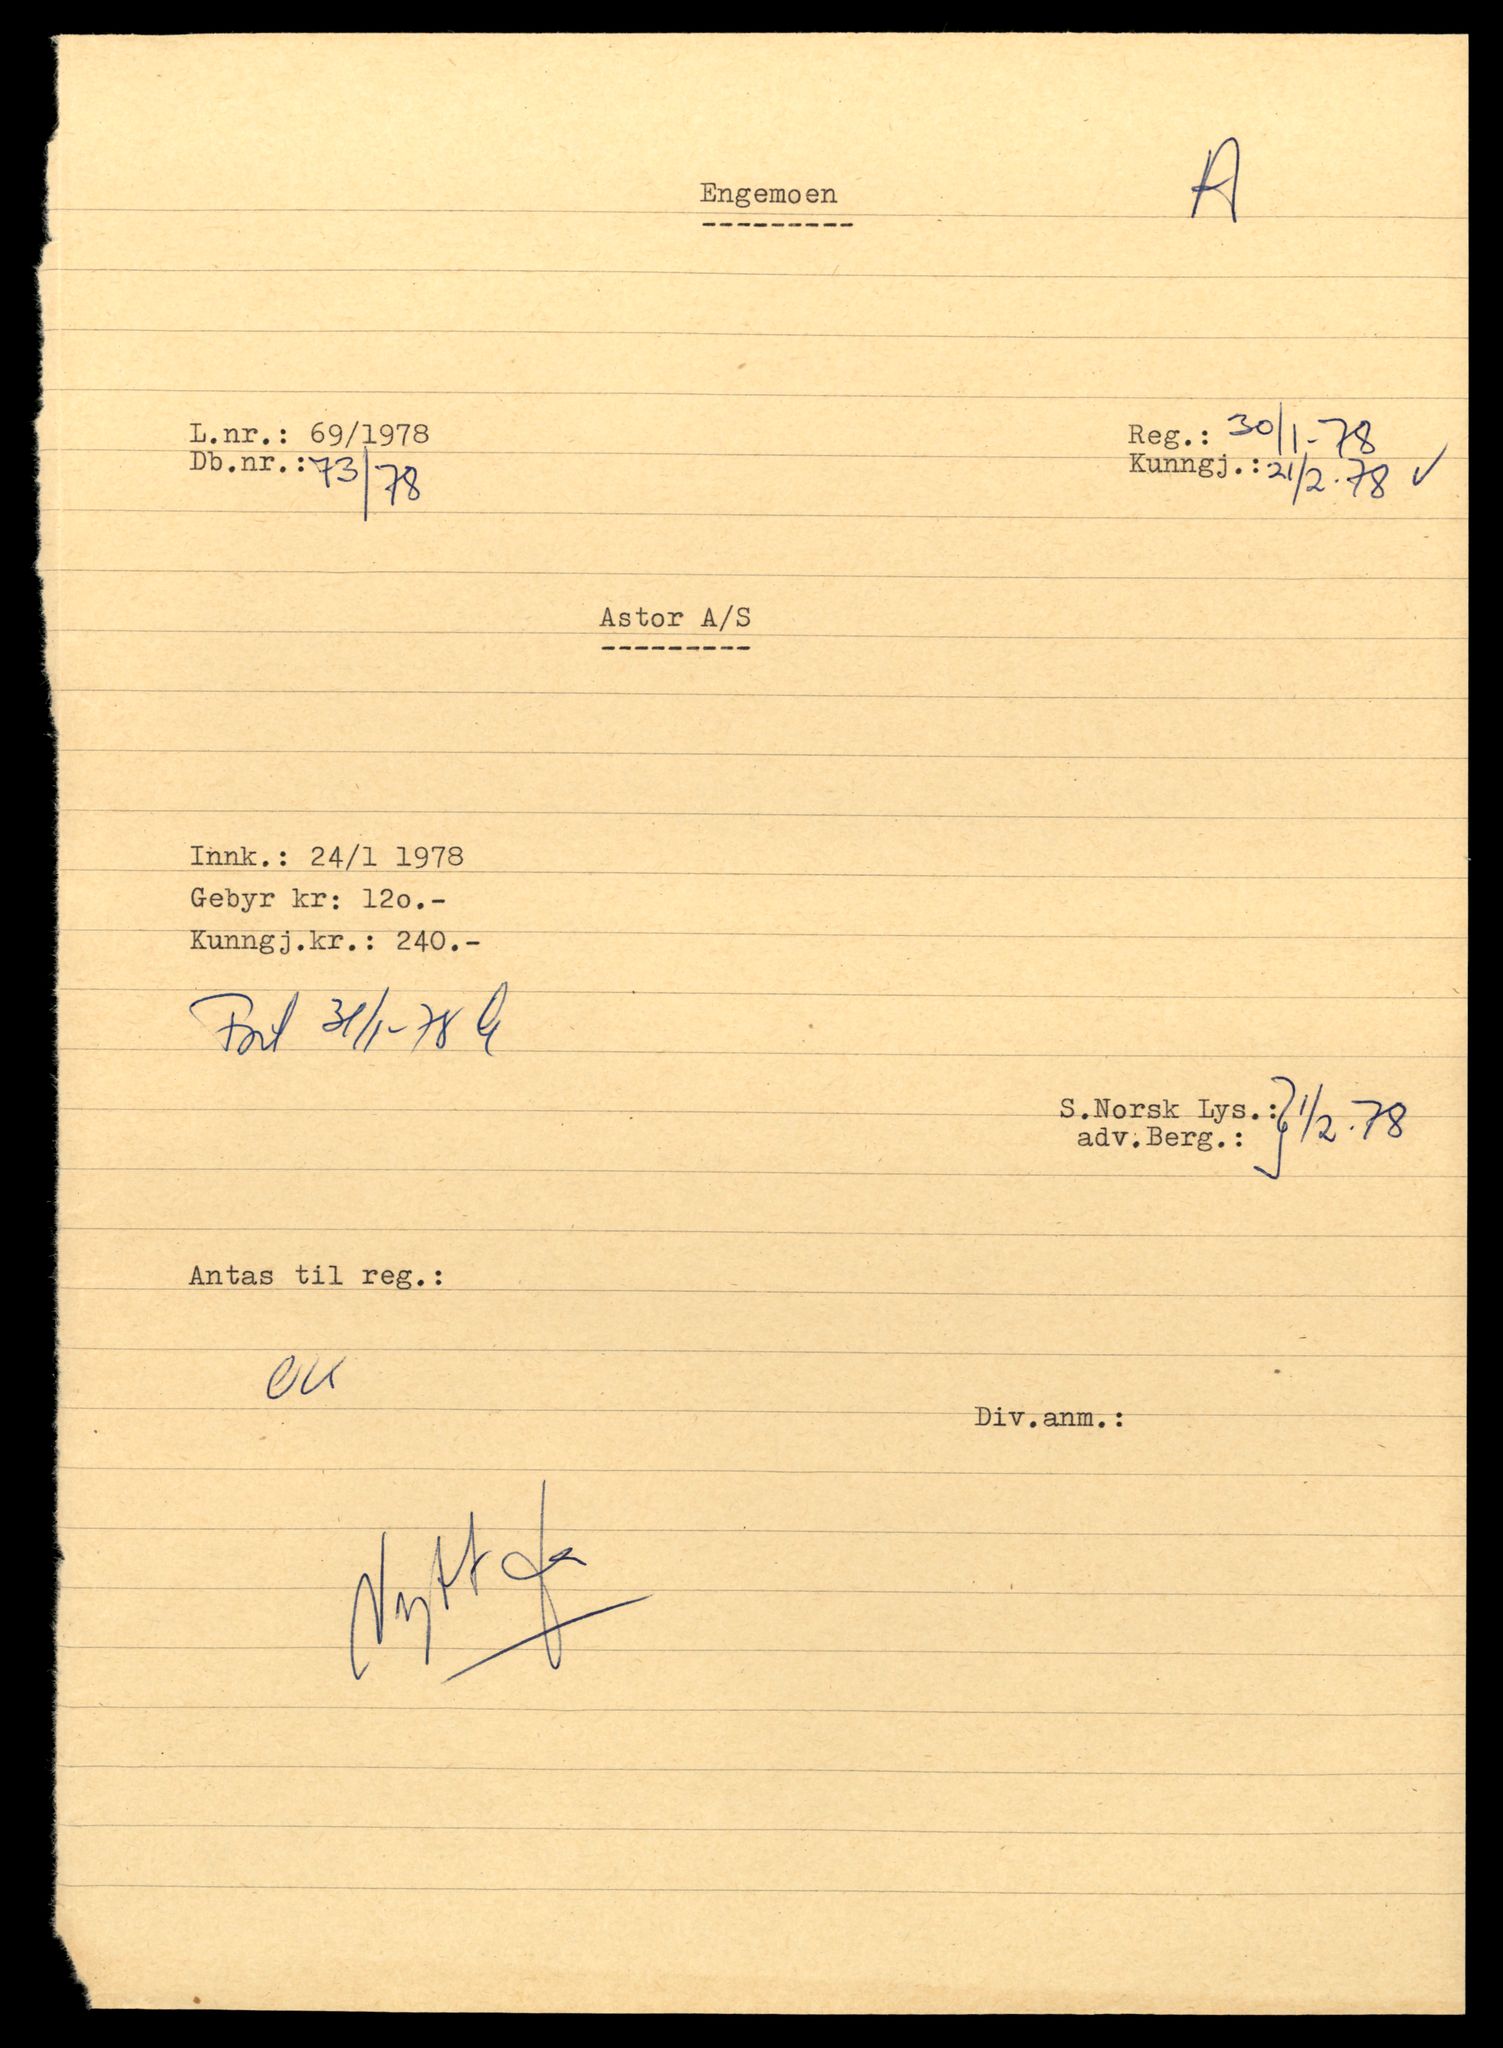 A
Engemoen
L.nr.: 69/1978
Reg.: 30/1-78
Db.nr.: 73/78
Kunngj.: 21/2.78 ✓
Astor A/S
Innk.: 24/1 1978
Gebyr kr: 12o.-
Kunngj.kr.: 240.-
31/1-78
S.Norsk Lys.:
adv.Berg.: } 1/2.78
Antas til reg.:
OK
Div.anm.:
Nytt